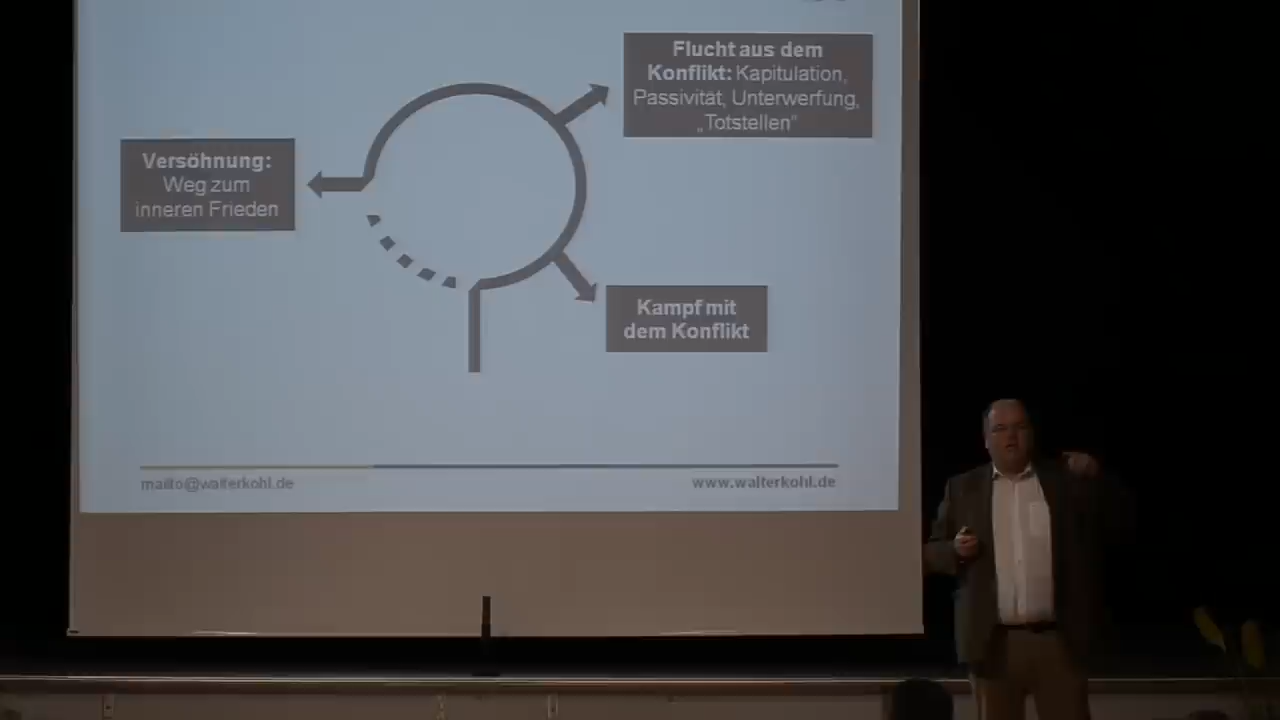 Flucht aus dem
Konflikt: Kapitulation,
Passivität, Unterwerfung,
„Totstellen“
Versöhnung:
Weg zum
inneren Frieden
Kampf mit
dem Konflikt
mailto@walterkohl.de
www.walterkohl.de